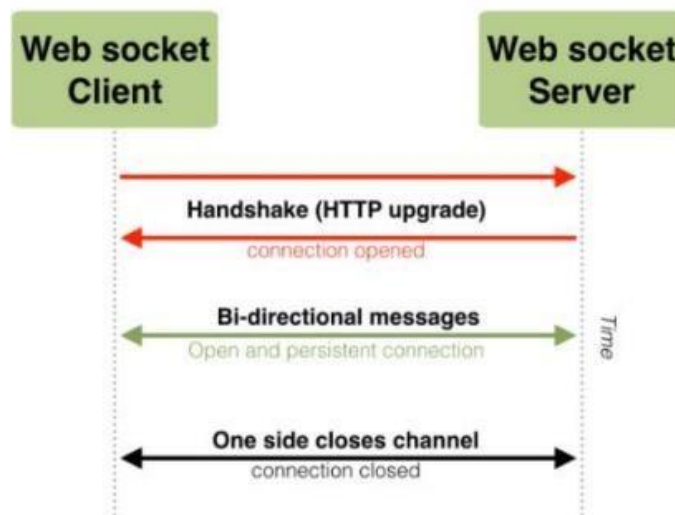 Web socket
Client
Web socket
Server
Handshake (HTTP upgrade)
connection opened
Bi-directional messages
Open and persistent connection
Time
One side closes channel
connection closed